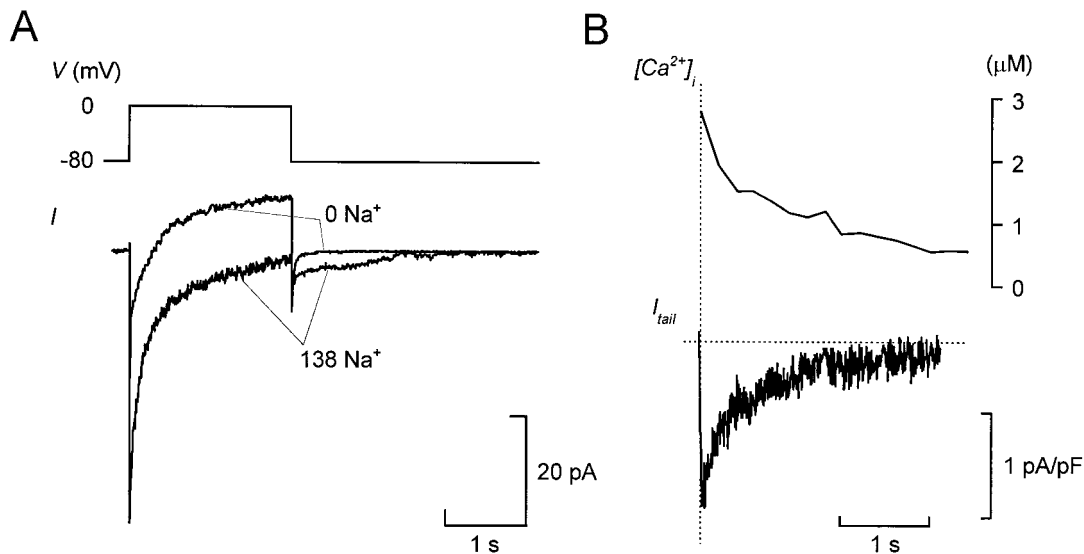 A
V (mV)
0
-80
I
0 Na⁺
138 Na⁺
20 pA
1 s
B
[Ca²⁺]ᵢ
(μM)
3
2
1
0
I_tail
1 pA/pF
1 s